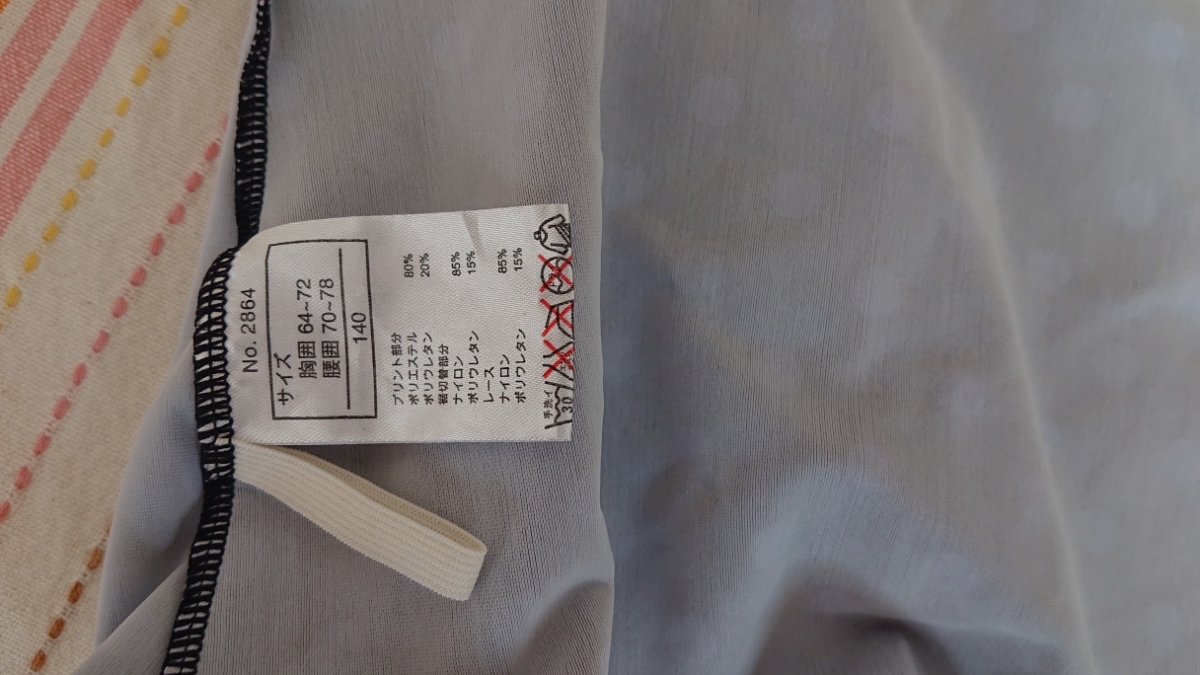 No. 2864
サイズ
胸囲 64~72
腰囲 70~78
140
プリント部分
ポリエステル 80%
ポリウレタン 20%
裾切替部分
ナイロン 85%
ポリウレタン 15%
レース
ナイロン 85%
ポリウレタン 15%
手洗イ
30